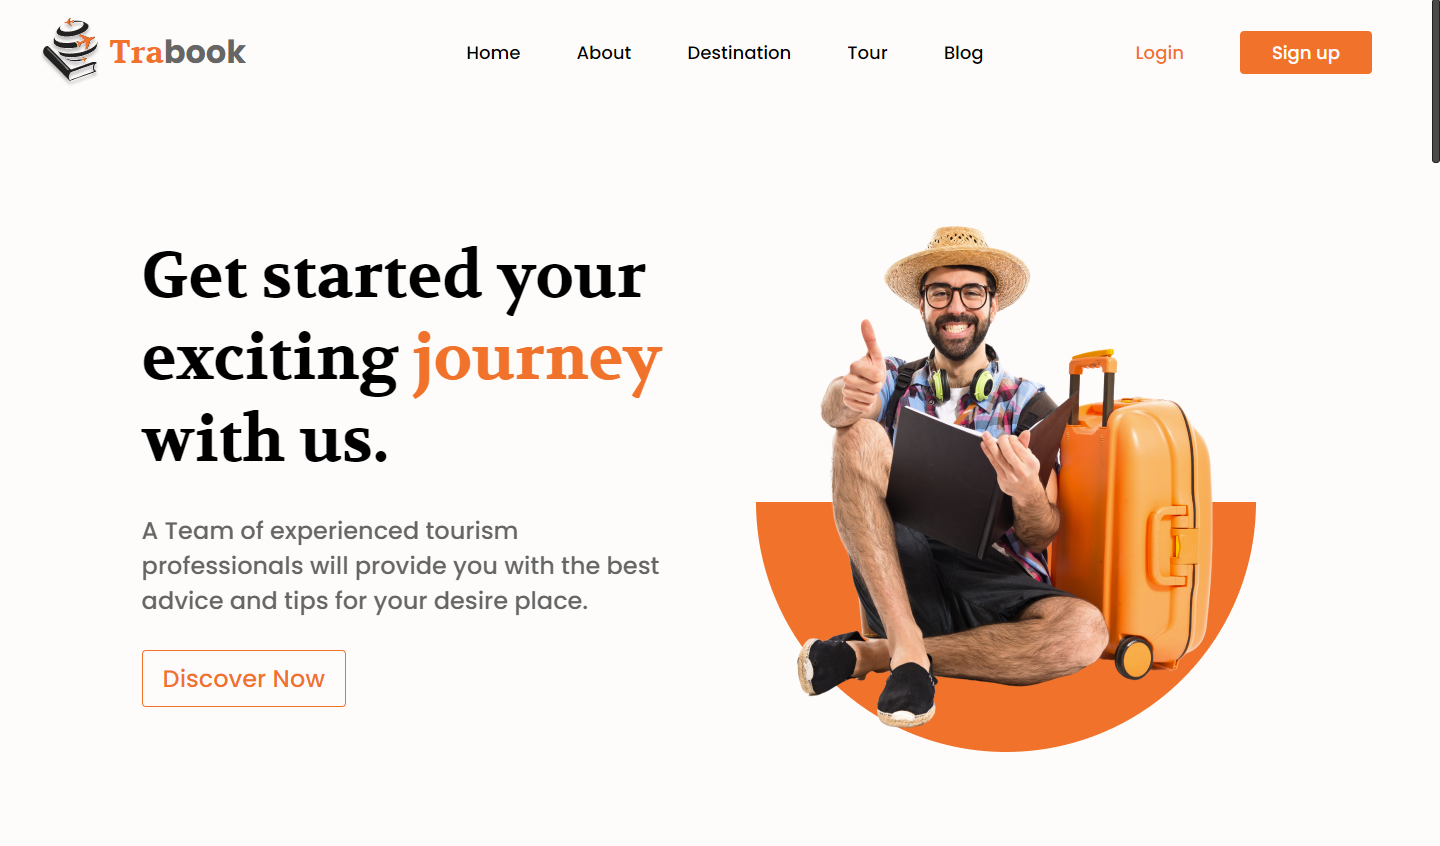 Trabook
Home
About
Destination
Tour
Blog
Login
Sign up
Get started your
exciting journey
with us.
A Team of experienced tourism
professionals will provide you with the best
advice and tips for your desire place.
Discover Now